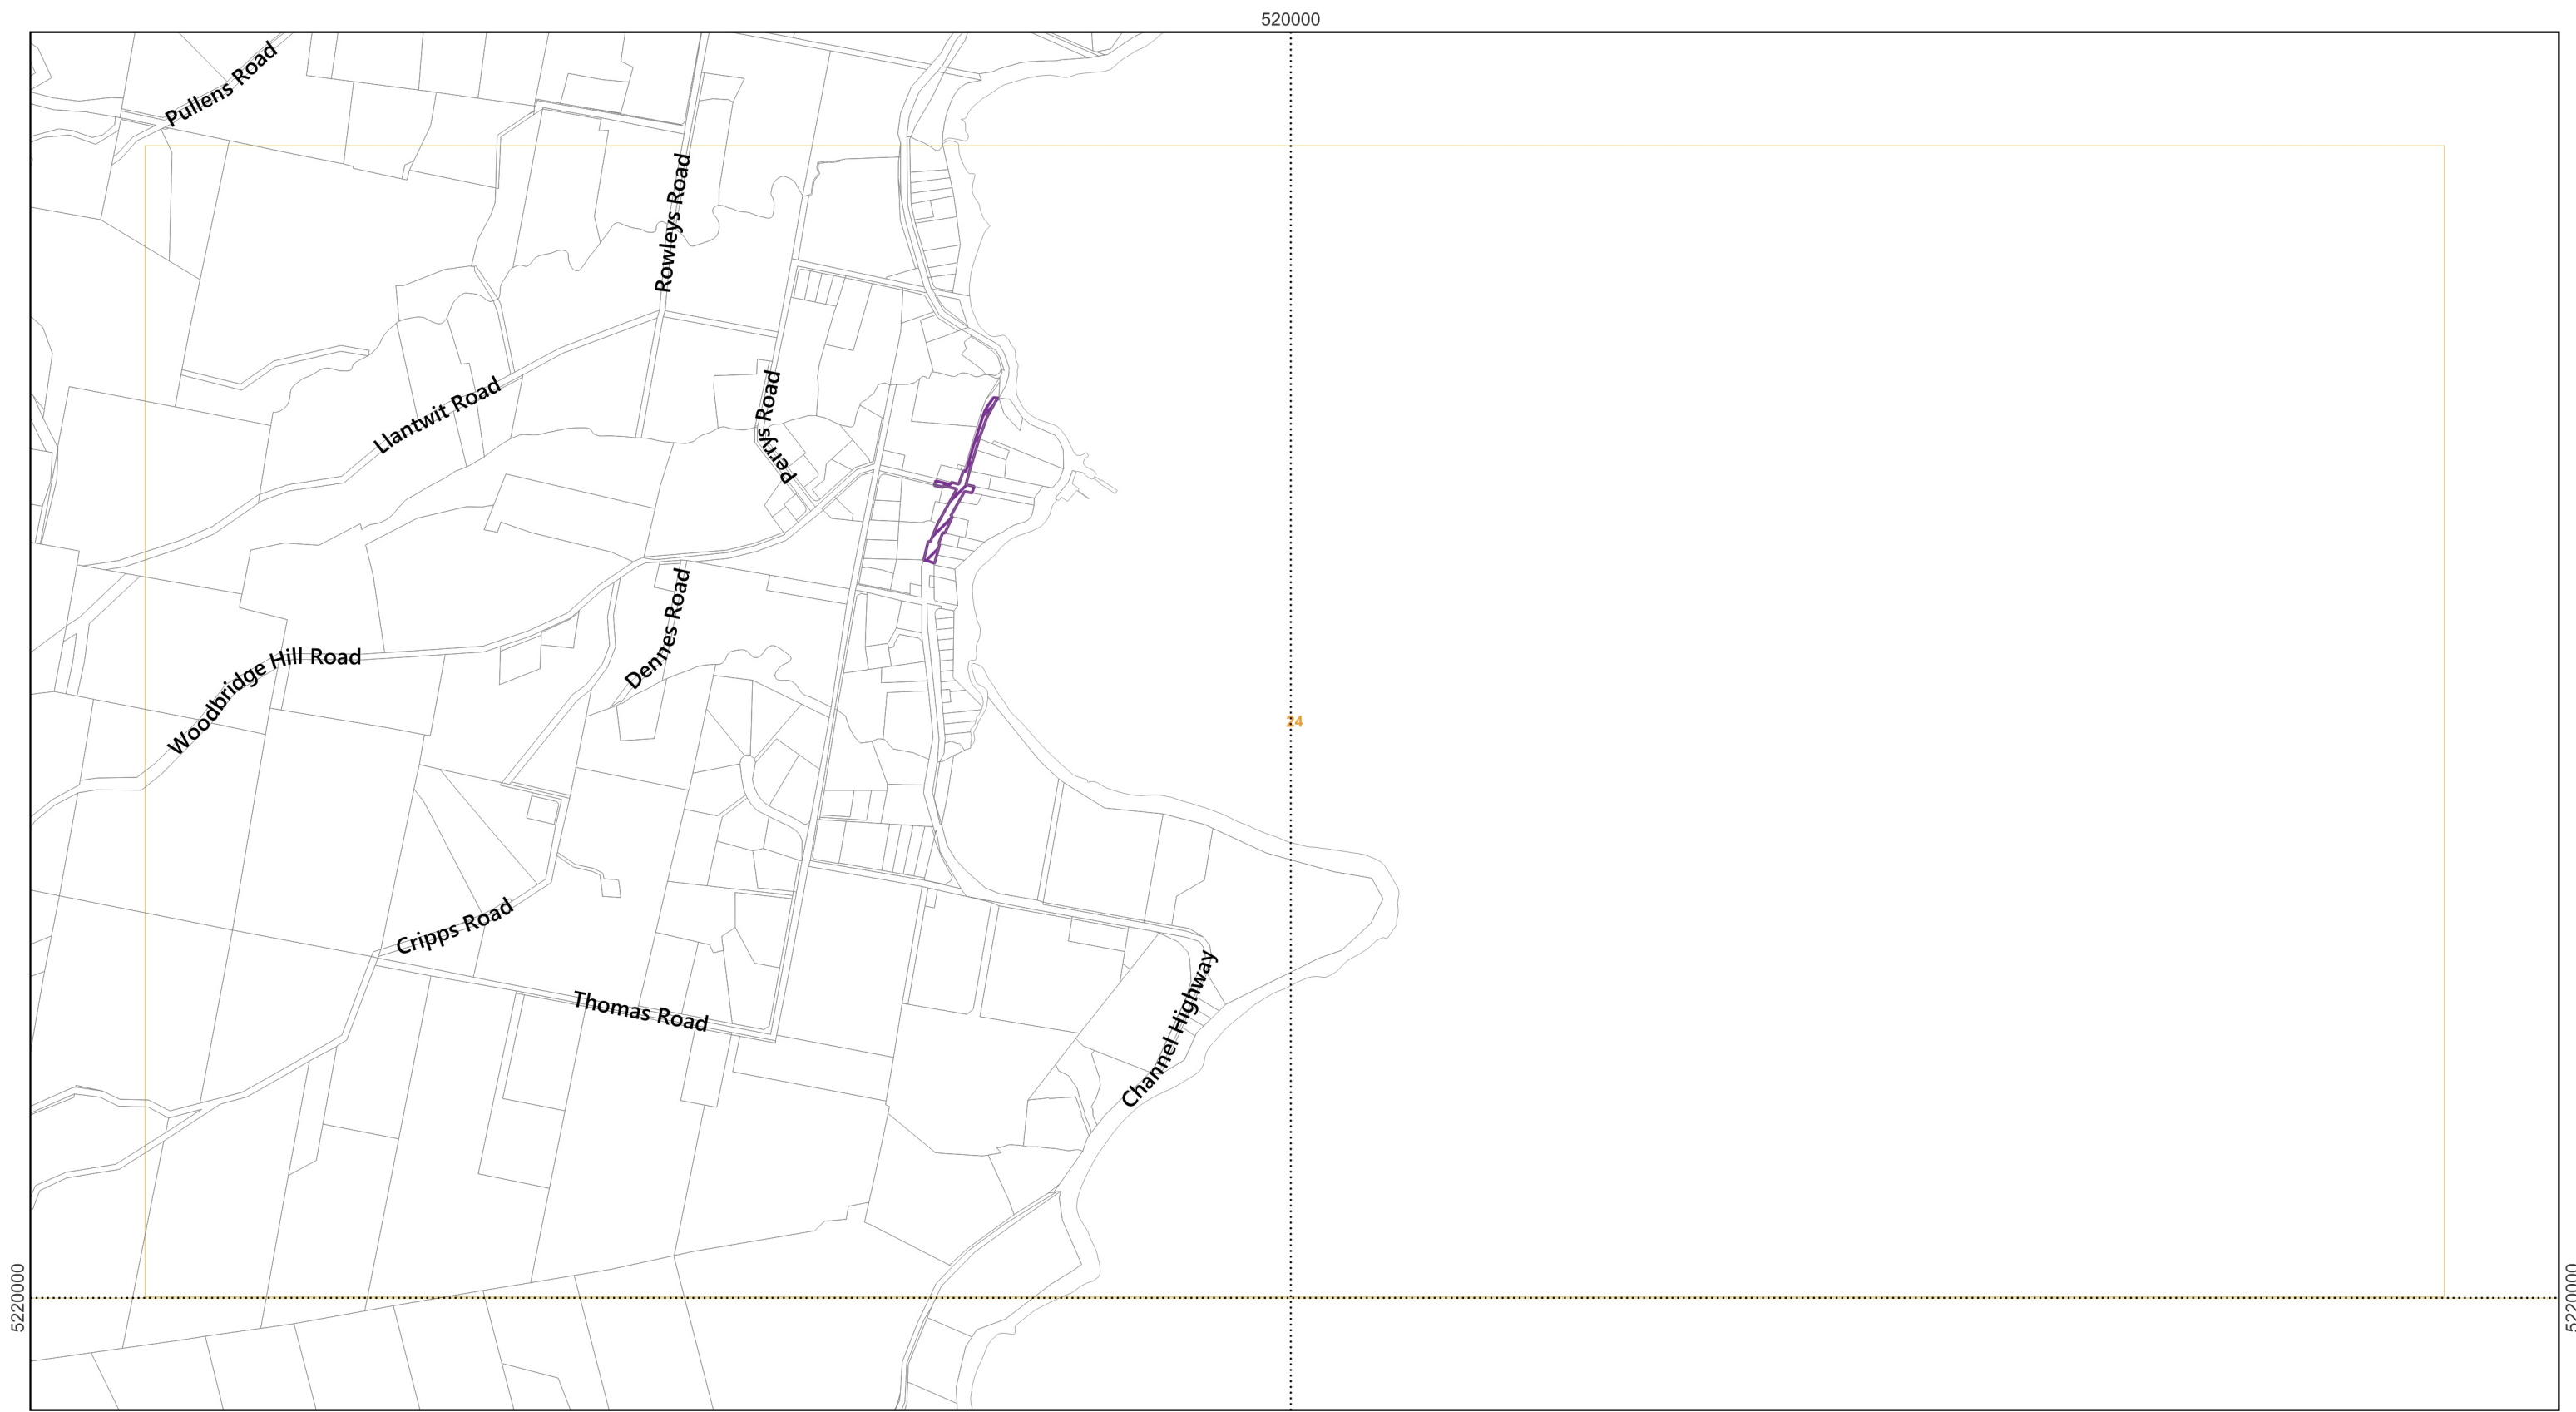 520000
Pullens Road
Rowleys Road
Llantwit Road
Perrys Road
Dennes Road
Woodbridge Hill Road
24
Cripps Road
Thomas Road
Channel Highway
5220000
5220000